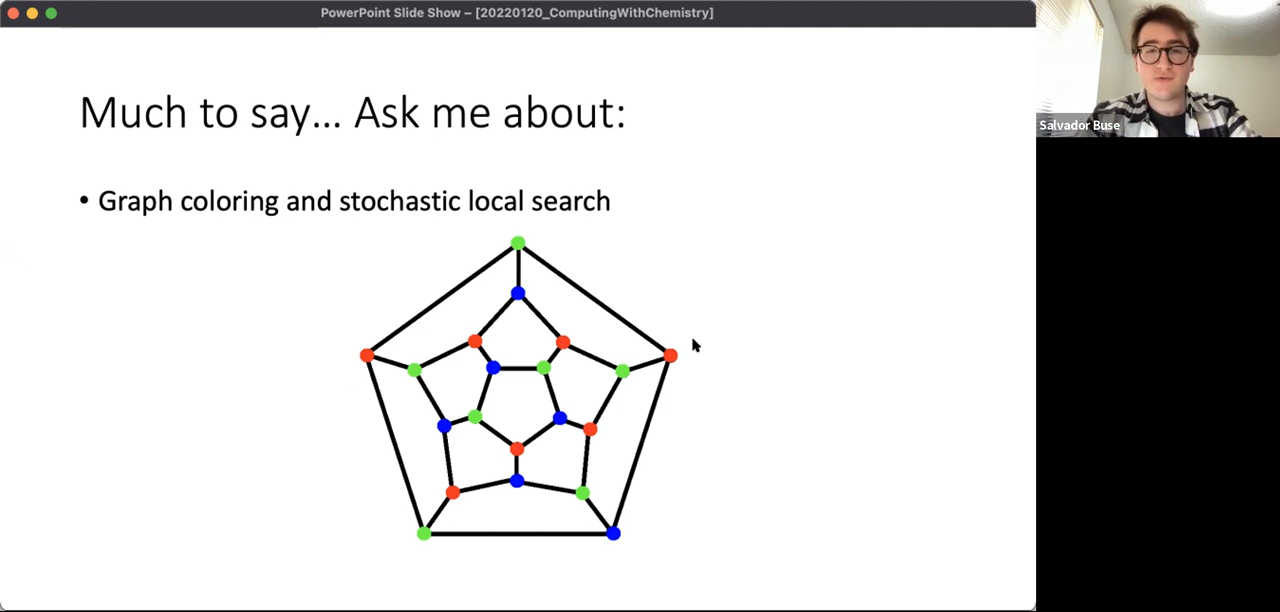 PowerPoint Slide Show – [20220120_ComputingWithChemistry]
Much to say... Ask me about:
• Graph coloring and stochastic local search
Salvador Buse